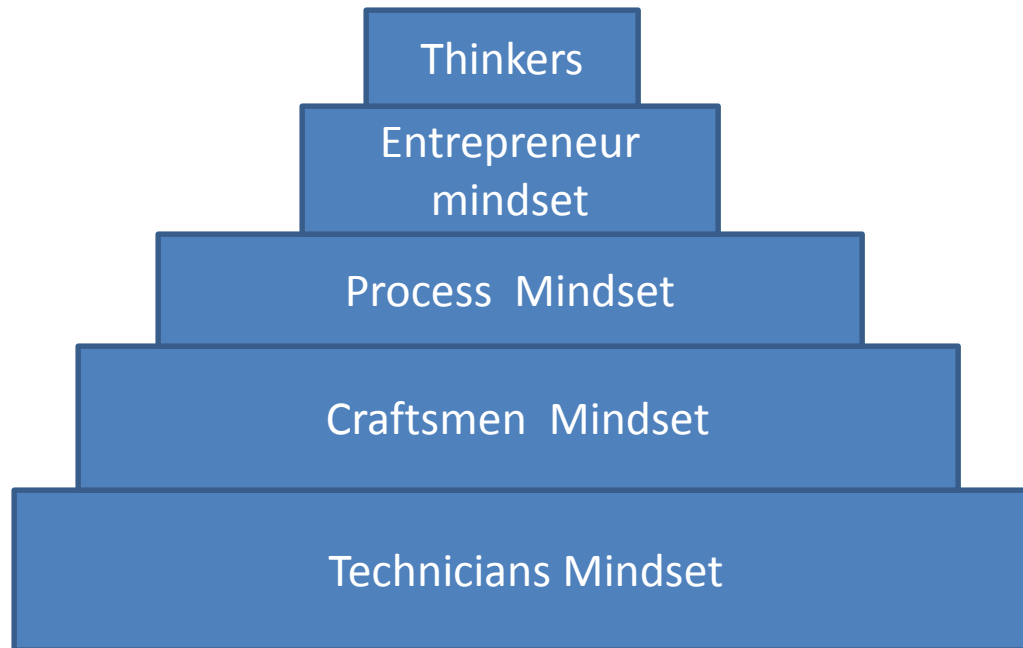 Thinkers
Entrepreneur
mindset
Process  Mindset
Craftsmen  Mindset
Technicians Mindset